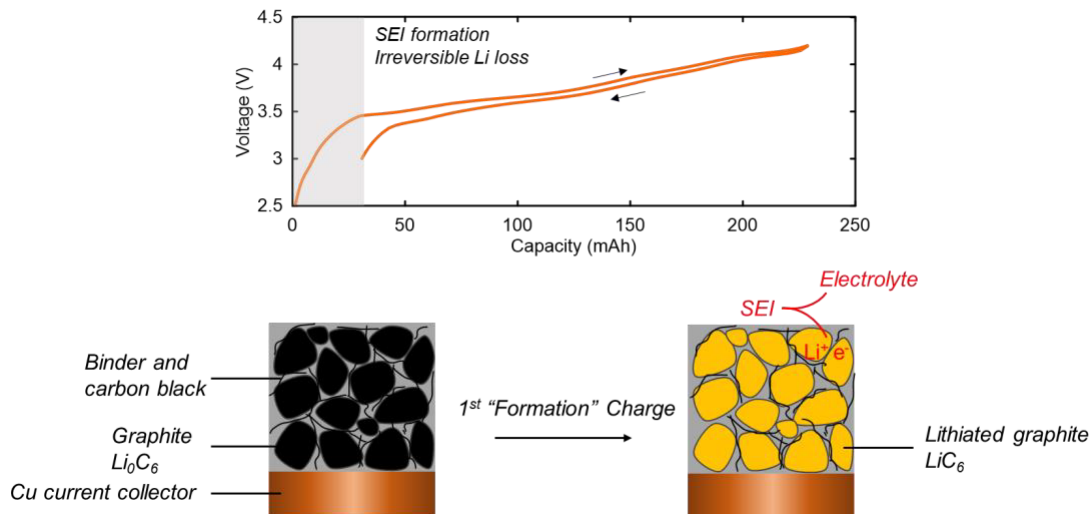 4.5
SEI formation
Irreversible Li loss
4
3.5
3
2.5
Voltage (V)
0
50
100
150
200
250
Capacity (mAh)
Electrolyte
SEI
Li⁺ e⁻
Binder and
carbon black
1ˢᵗ “Formation” Charge
Graphite
Li₀C₆
Lithiated graphite
LiC₆
Cu current collector